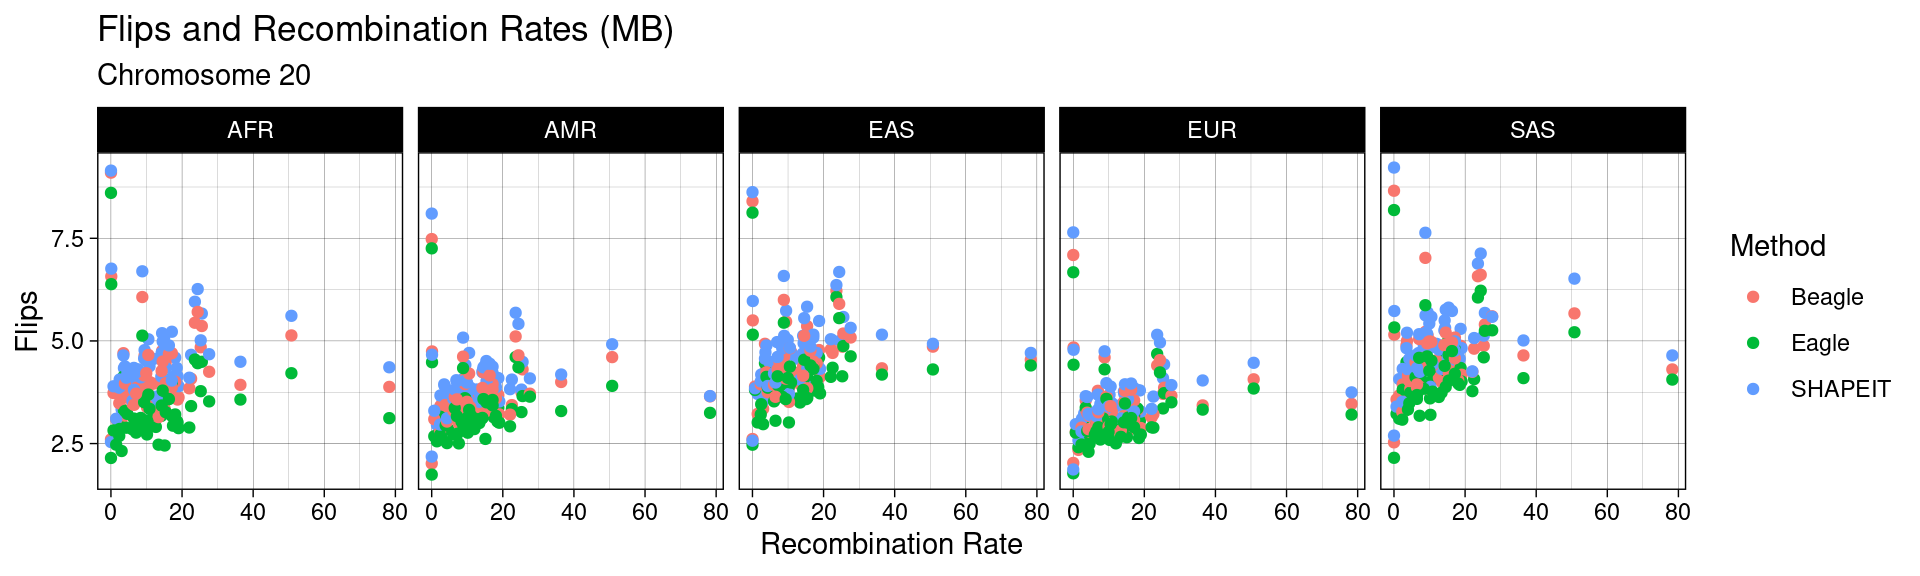 Flips and Recombination Rates (MB)
Chromosome 20
AFR AMR EAS EUR SAS
Flips
7.5
5.0
2.5
0 20 40 60 80 0 20 40 60 80 0 20 40 60 80 0 20 40 60 80 0 20 40 60 80
Recombination Rate
Method
Beagle
Eagle
SHAPEIT